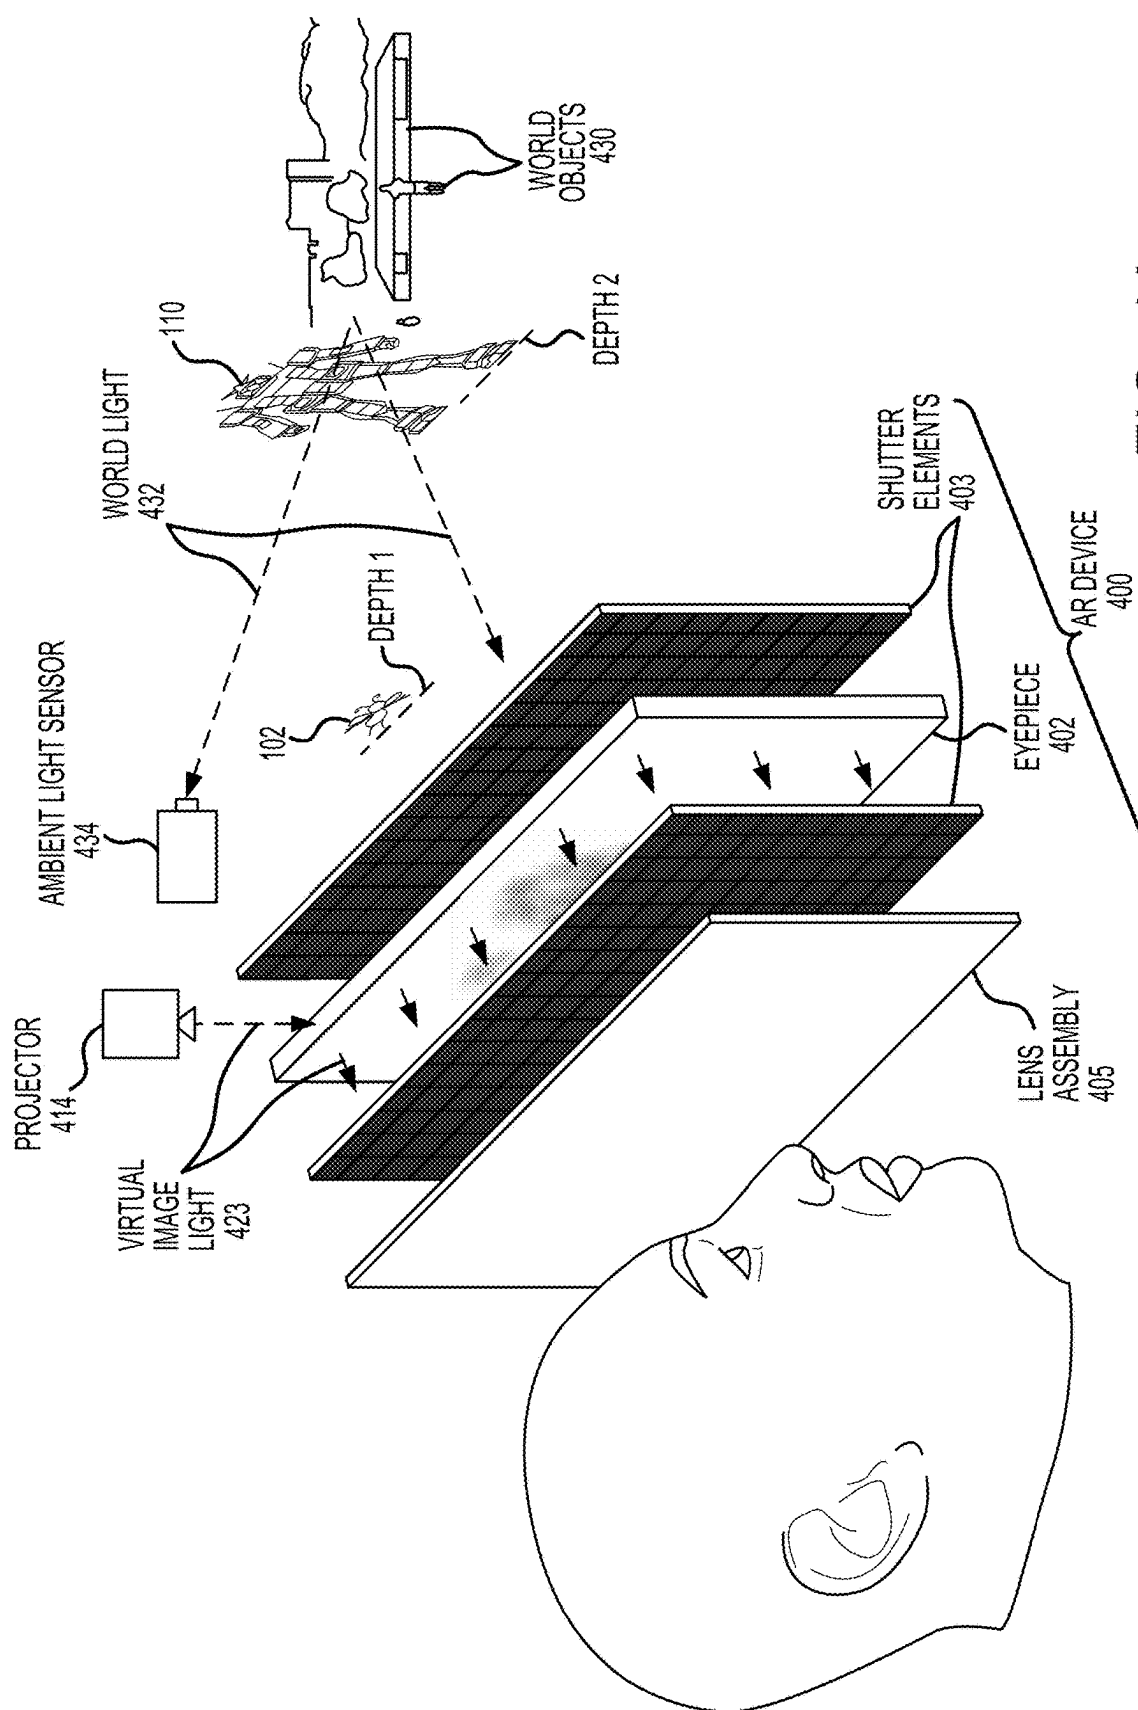 PROJECTOR
414
AMBIENT LIGHT SENSOR
434
WORLD LIGHT
432
110
VIRTUAL
IMAGE
LIGHT
423
102
DEPTH 1
DEPTH 2
WORLD
OBJECTS
430
SHUTTER
ELEMENTS
403
LENS
ASSEMBLY
405
EYEPIECE
402
AR DEVICE
400